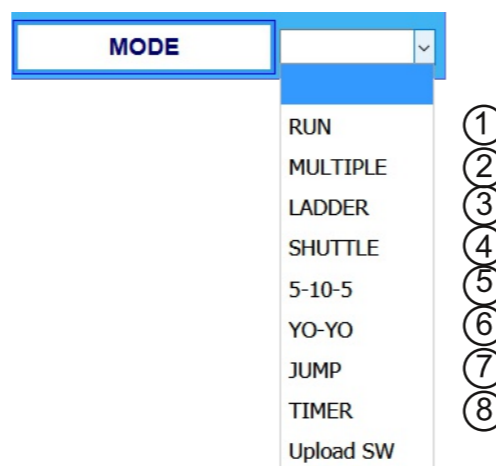 MODE
RUN ①
MULTIPLE ②
LADDER ③
SHUTTLE ④
5-10-5 ⑤
YO-YO ⑥
JUMP ⑦
TIMER ⑧
Upload SW